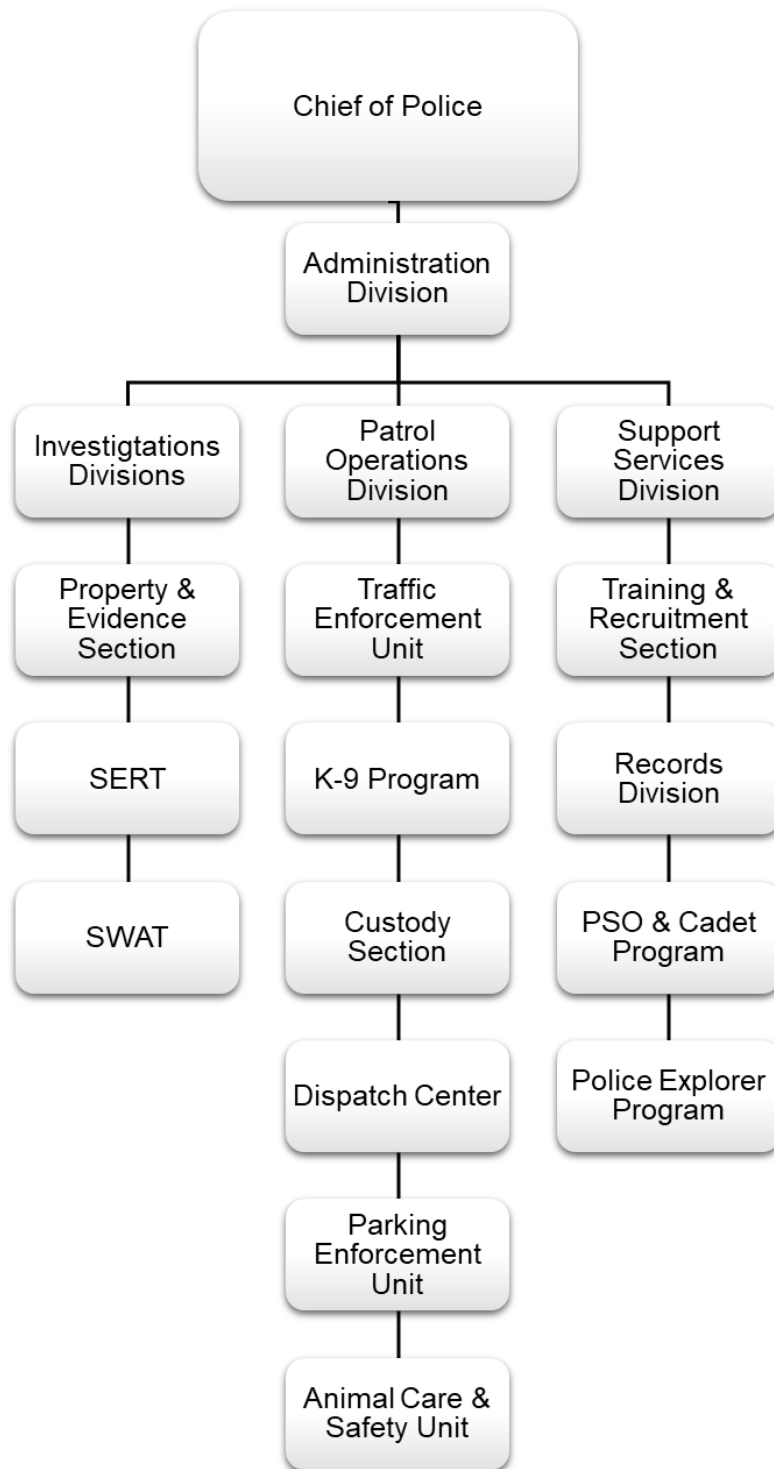 Chief of Police
Administration
Division
Investigtations
Divisions
Property &
Evidence
Section
SERT
SWAT
Patrol
Operations
Division
Traffic
Enforcement
Unit
K-9 Program
Custody
Section
Dispatch Center
Parking
Enforcement
Unit
Animal Care &
Safety Unit
Support
Services
Division
Training &
Recruitment
Section
Records
Division
PSO & Cadet
Program
Police Explorer
Program